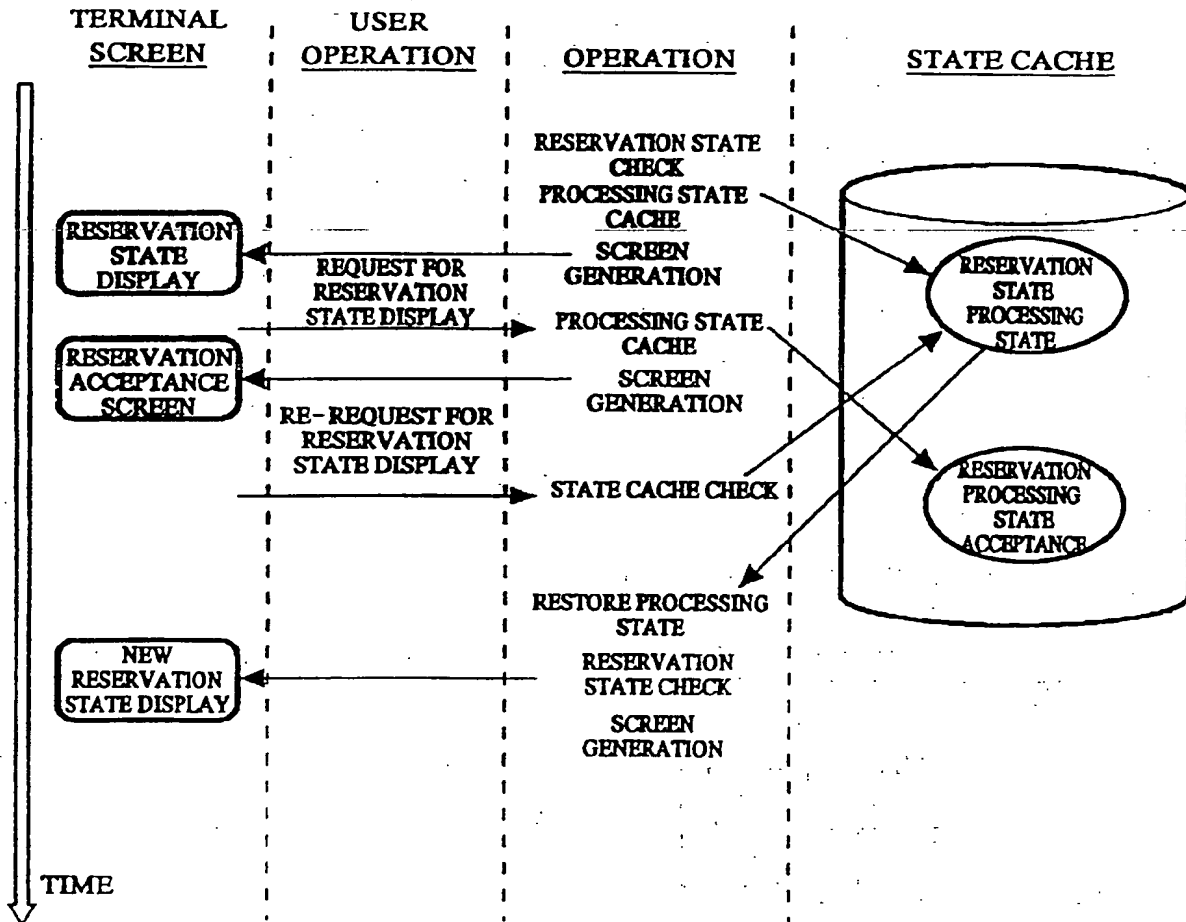 TERMINAL
SCREEN
USER
OPERATION
OPERATION
STATE CACHE
RESERVATION STATE
CHECK
PROCESSING STATE
CACHE
SCREEN
GENERATION
RESERVATION
STATE
DISPLAY
REQUEST FOR
RESERVATION
STATE DISPLAY
RESERVATION
STATE
PROCESSING
STATE
PROCESSING STATE
CACHE
SCREEN
GENERATION
RESERVATION
ACCEPTANCE
SCREEN
RE-REQUEST FOR
RESERVATION
STATE DISPLAY
STATE CACHE CHECK
RESERVATION
PROCESSING
STATE
ACCEPTANCE
RESTORE PROCESSING
STATE
RESERVATION
STATE CHECK
SCREEN
GENERATION
NEW
RESERVATION
STATE DISPLAY
TIME